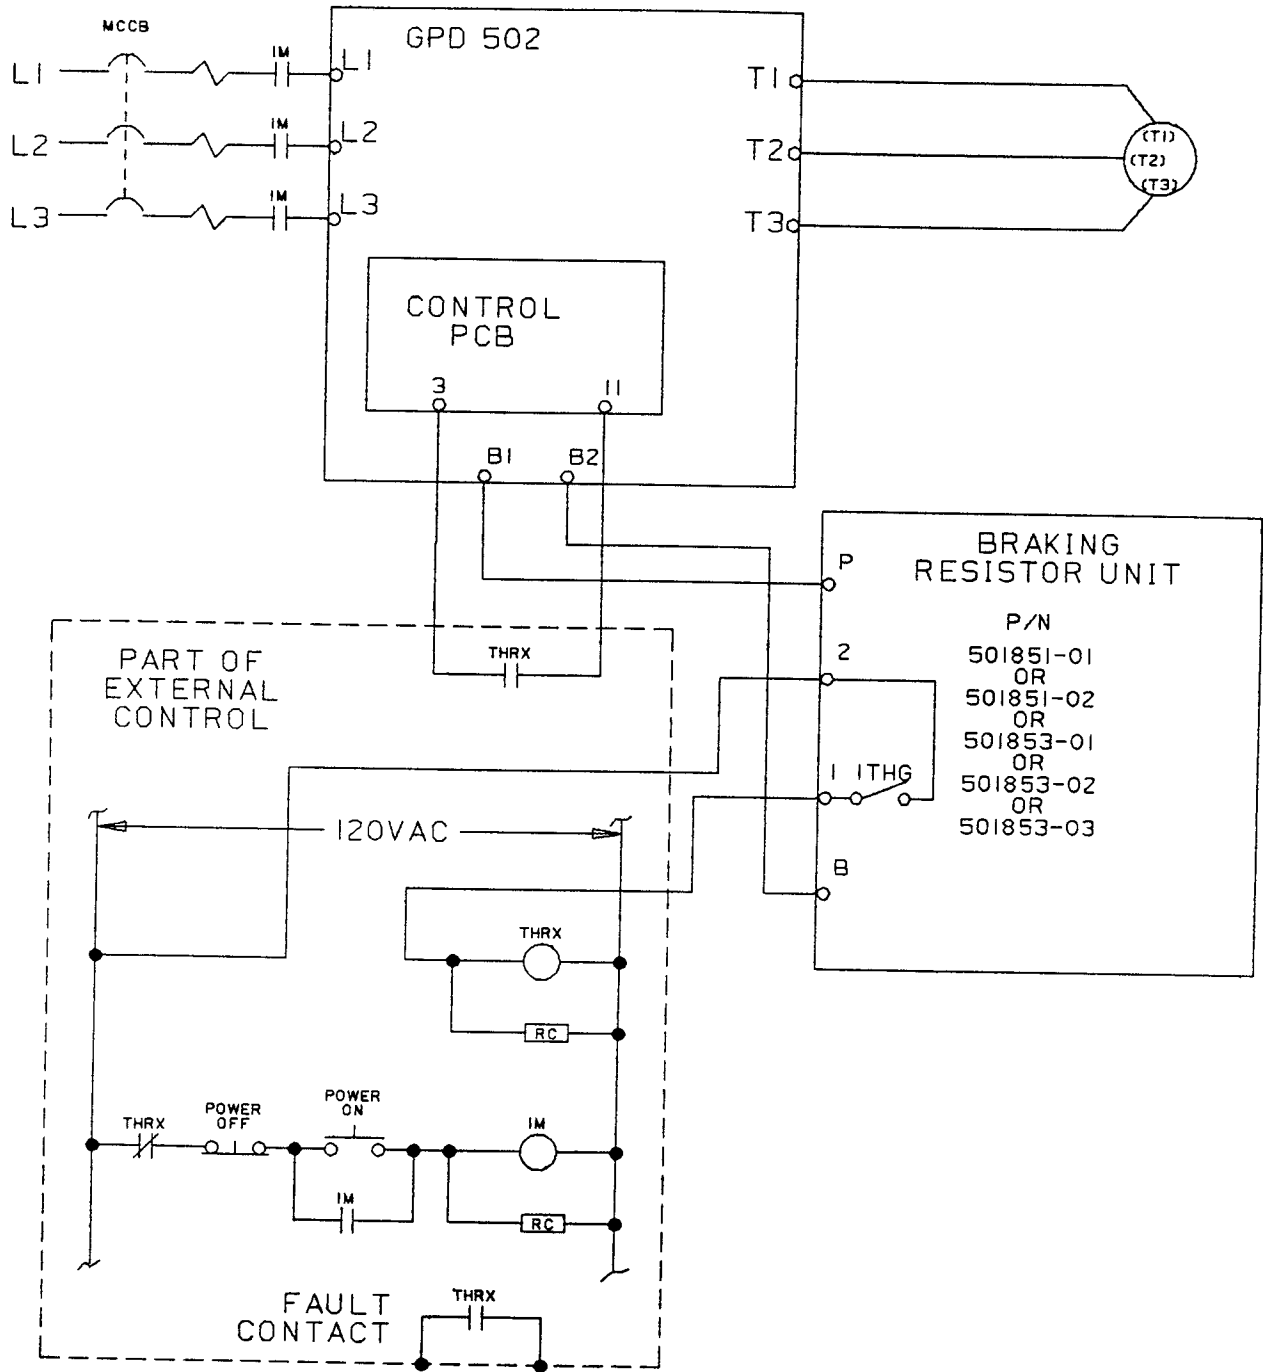 MCCB
GPD 502
L1
1M
L1
T1
(T1)
L2
1M
L2
T2
(T2)
L3
1M
L3
T3
(T3)
CONTROL
PCB
3
11
B1
B2
BRAKING
RESISTOR UNIT
P
P/N
501851-01
OR
501851-02
OR
501853-01
OR
501853-02
OR
501853-03
2
1
1THG
B
THRX
PART OF
EXTERNAL
CONTROL
120VAC
THRX
RC
THRX
POWER
OFF
POWER
ON
1M
1M
RC
FAULT
CONTACT
THRX